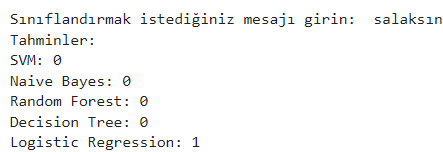 Sınıflandırmak istediğiniz mesajı girin:  salaksın
Tahminler:
SVM: 0
Naive Bayes: 0
Random Forest: 0
Decision Tree: 0
Logistic Regression: 1